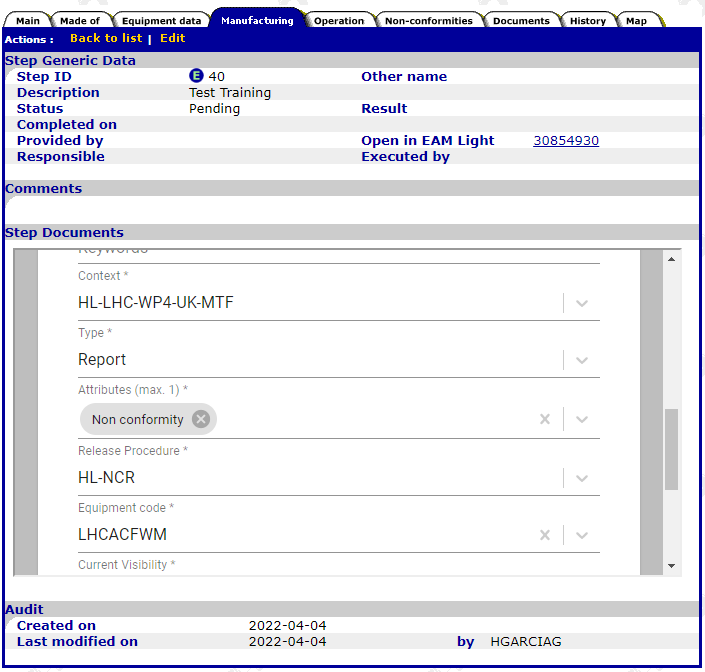 Main Made of Equipment data Manufacturing Operation Non-conformities Documents History Map
Actions : Back to list | Edit
Step Generic Data
Step ID E 40 Other name
Description Test Training
Status Pending Result
Completed on
Provided by Open in EAM Light 30854930
Responsible Executed by
Comments
Step Documents
Keywords
Context *
HL-LHC-WP4-UK-MTF
Type *
Report
Attributes (max. 1) *
Non conformity
Release Procedure *
HL-NCR
Equipment code *
LHCACFWM
Current Visibility *
Audit
Created on 2022-04-04
Last modified on 2022-04-04 by HGARCIAG